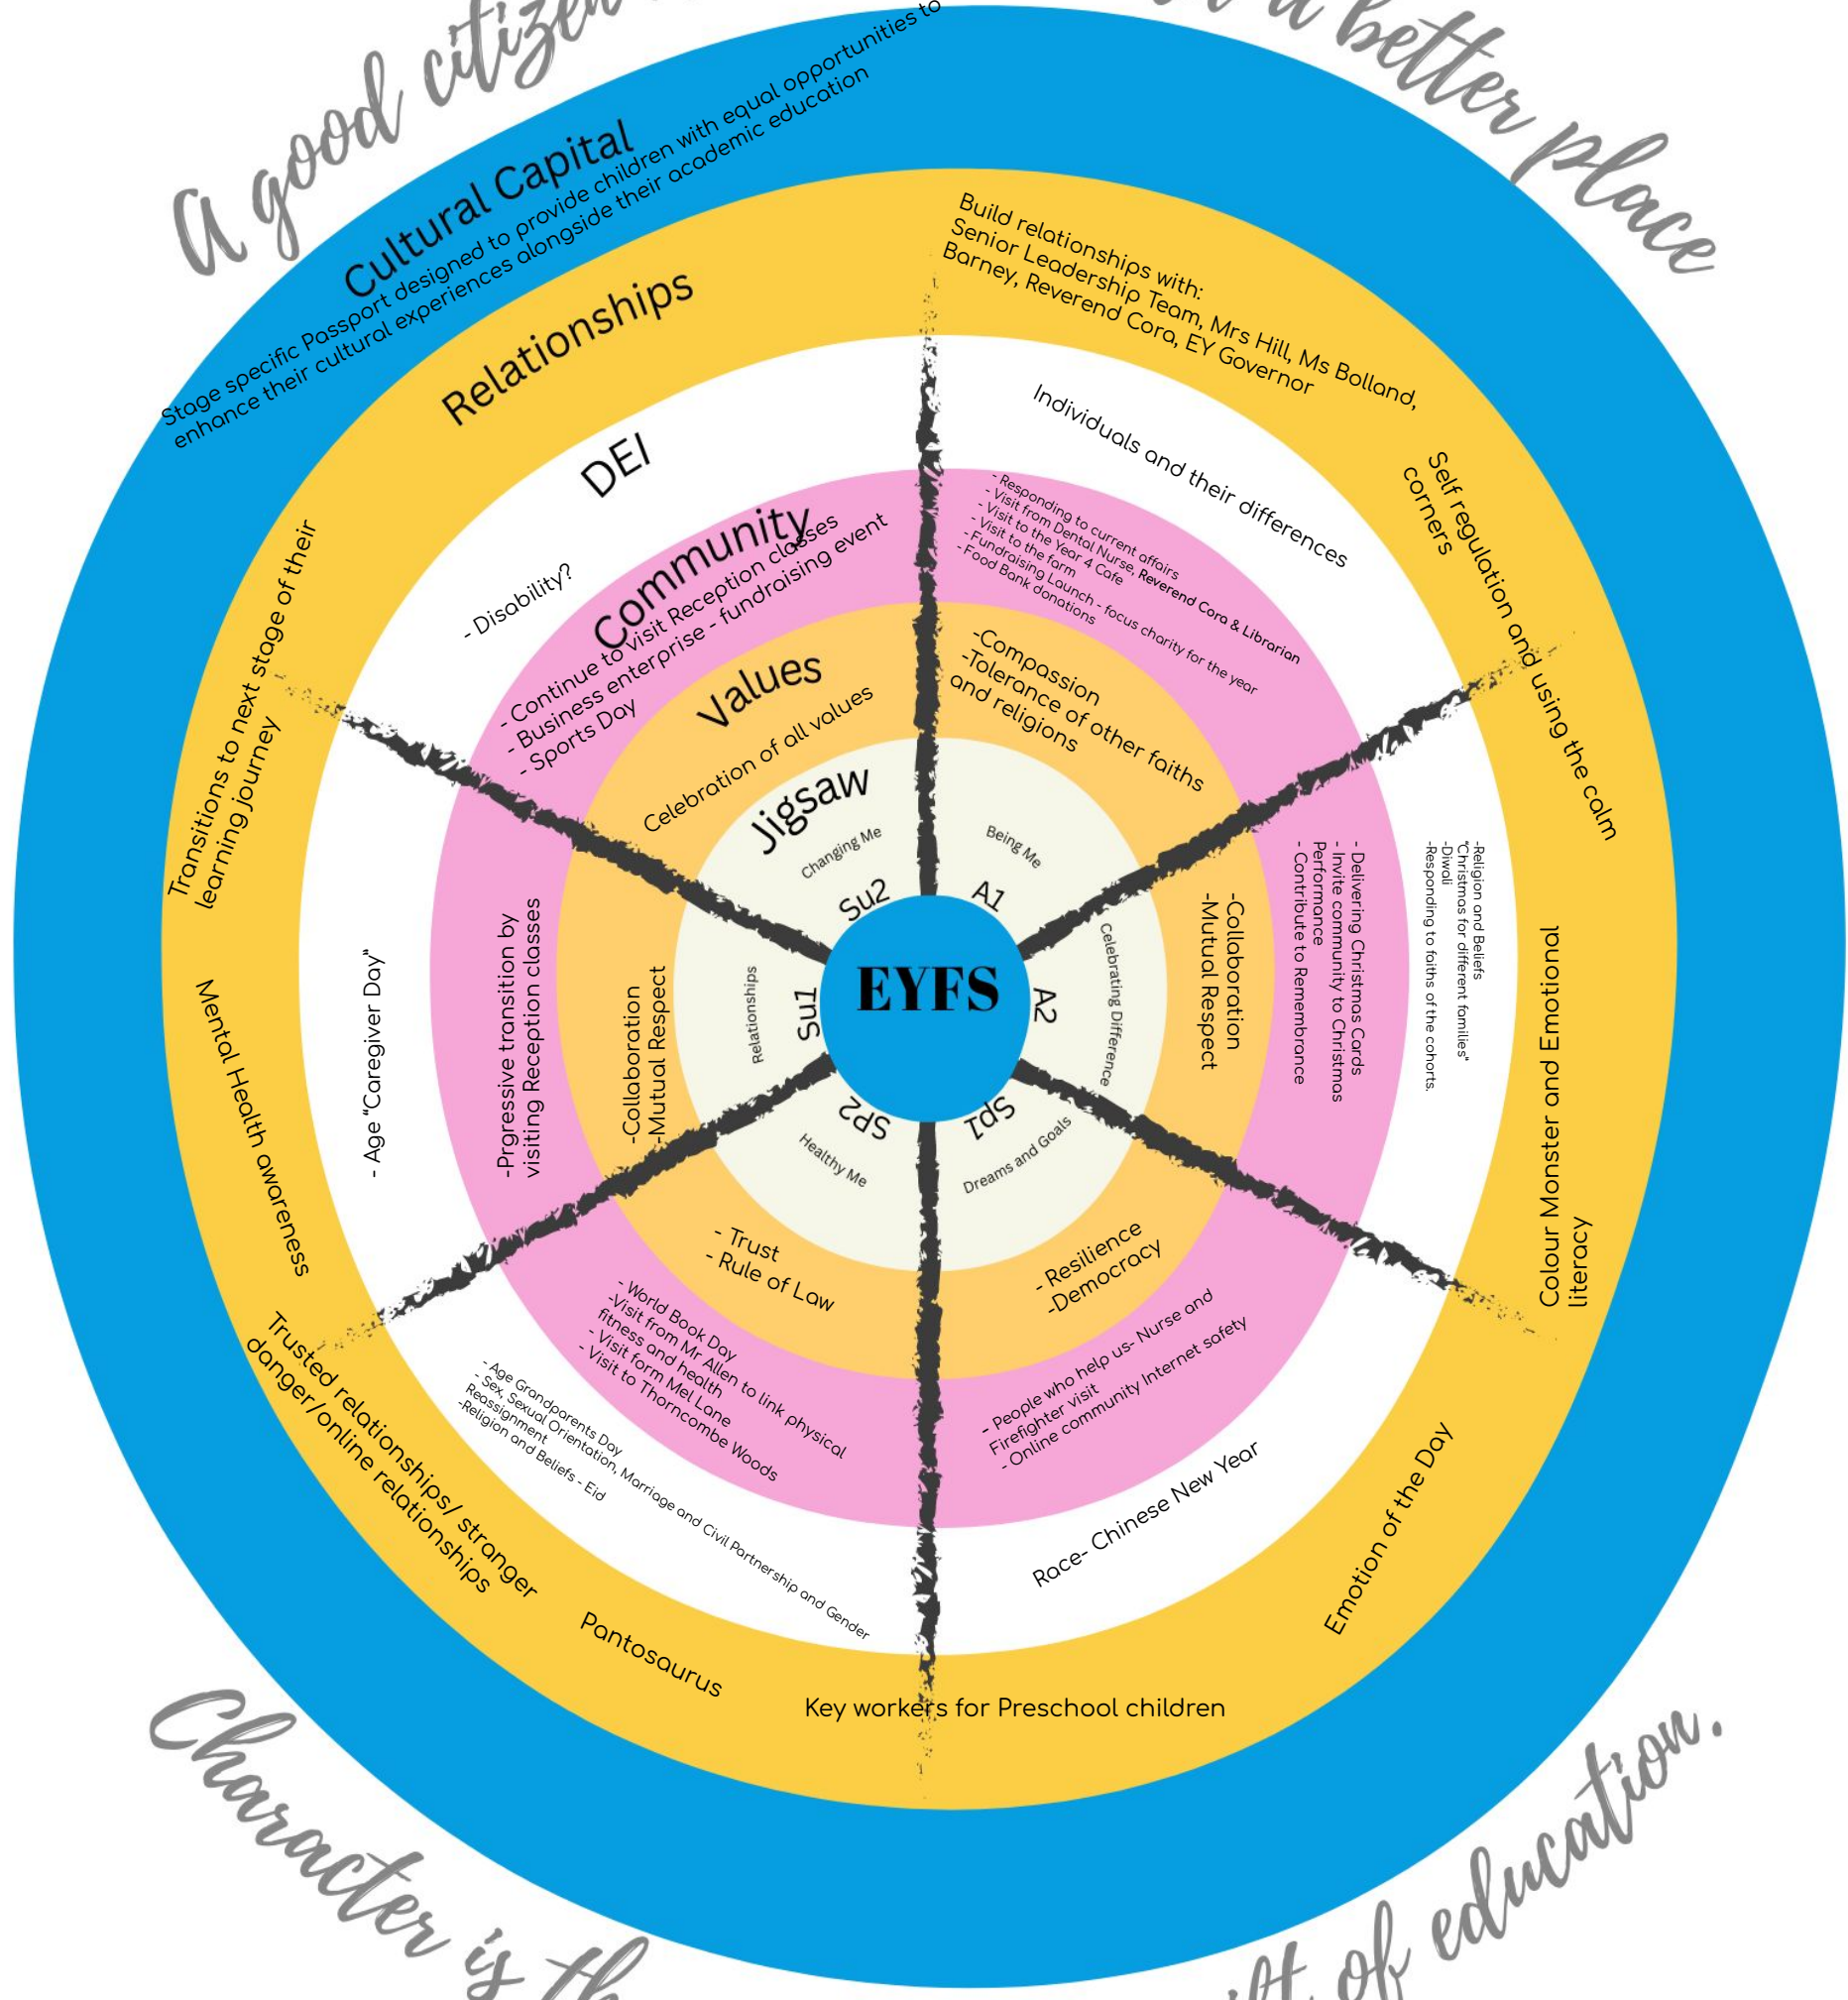 A good citizen
a better place
Cultural Capital
Stage specific Passport designed to provide children with equal opportunities to
enhance their cultural experiences alongside their academic education
Relationships
Build relationships with:
Senior Leadership Team, Mrs Hill, Ms Bolland,
Barney, Reverend Cora, EY Governor
Self regulation and using the calm
corners
Colour Monster and Emotional
literacy
Emotion of the Day
Key workers for Preschool children
Pantosaurus
Trusted relationships/ stranger
danger/online relationships
Mental Health awareness
Transitions to next stage of their
learning journey
DEI
- Disability?
Individuals and their differences
-Religion and Beliefs
"Christmas for different families"
-Diwali
-Responding to faiths of the cohorts.
Race- Chinese New Year
- Age Grandparents Day
- Sex, Sexual Orientation, Marriage and Civil Partnership and Gender
Reassignment
-Religion and Beliefs - Eid
- Age "Caregiver Day"
Community
- Continue to visit Reception classes
- Business enterprise - fundraising event
- Sports Day
- Responding to current affairs
- Visit from Dental Nurse, Reverend Cora & Librarian
- Visit to the Year 4 Cafe
- Visit to the farm
- Fundraising Launch - focus charity for the year
- Food Bank donations
- Delivering Christmas Cards
- Invite community to Christmas
Performance
- Contribute to Remembrance
- People who help us- Nurse and
Firefighter visit
- Online community Internet safety
- World Book Day
-Visit from Mr Allen to link physical
fitness and health
- Visit form Mel Lane
- Visit to Thorncombe Woods
-Prgressive transition by
visiting Reception classes
Values
Celebration of all values
-Compassion
-Tolerance of other faiths
and religions
-Collaboration
-Mutual Respect
- Resilience
-Democracy
- Trust
- Rule of Law
-Collaboration
-Mutual Respect
Jigsaw
Changing Me
Su2
Being Me
A1
Celebrating Difference
A2
Dreams and Goals
Sp1
Healthy Me
SP2
Relationships
Su1
EYFS
Character is th
of education.